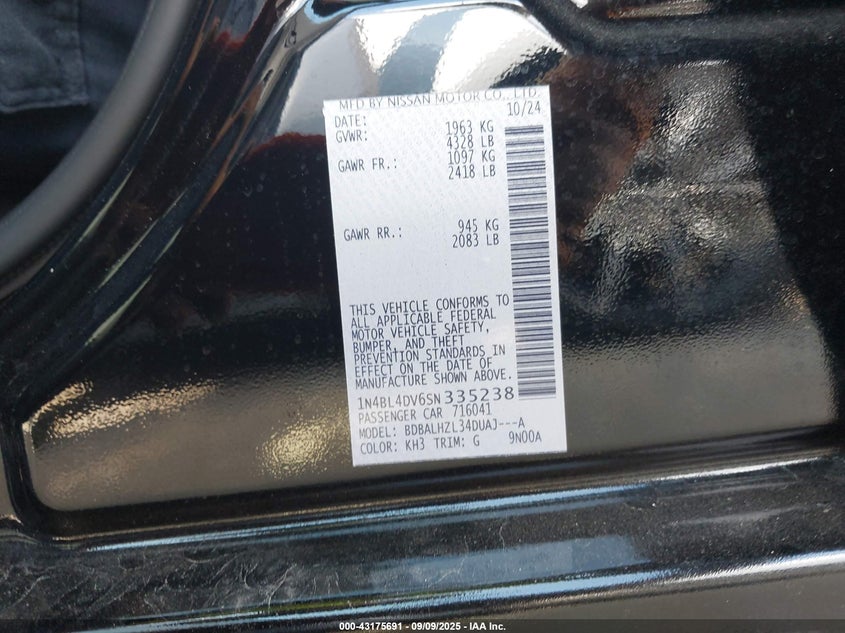 MFD BY NISSAN MOTOR CO., LTD.
DATE: 10/24
GVWR: 1963 KG
4328 LB
GAWR FR.: 1097 KG
2418 LB
GAWR RR.: 945 KG
2083 LB
THIS VEHICLE CONFORMS TO
ALL APPLICABLE FEDERAL
MOTOR VEHICLE SAFETY,
BUMPER, AND THEFT
PREVENTION STANDARDS IN
EFFECT ON THE DATE OF
MANUFACTURE SHOWN ABOVE.
1N4BL4DV6SN335238
PASSENGER CAR 716041
MODEL: BDBALHZL34DUAJ---A
COLOR: KH3 TRIM: G 9N00A
000-43175691 - 09/09/2025 - IAA Inc.